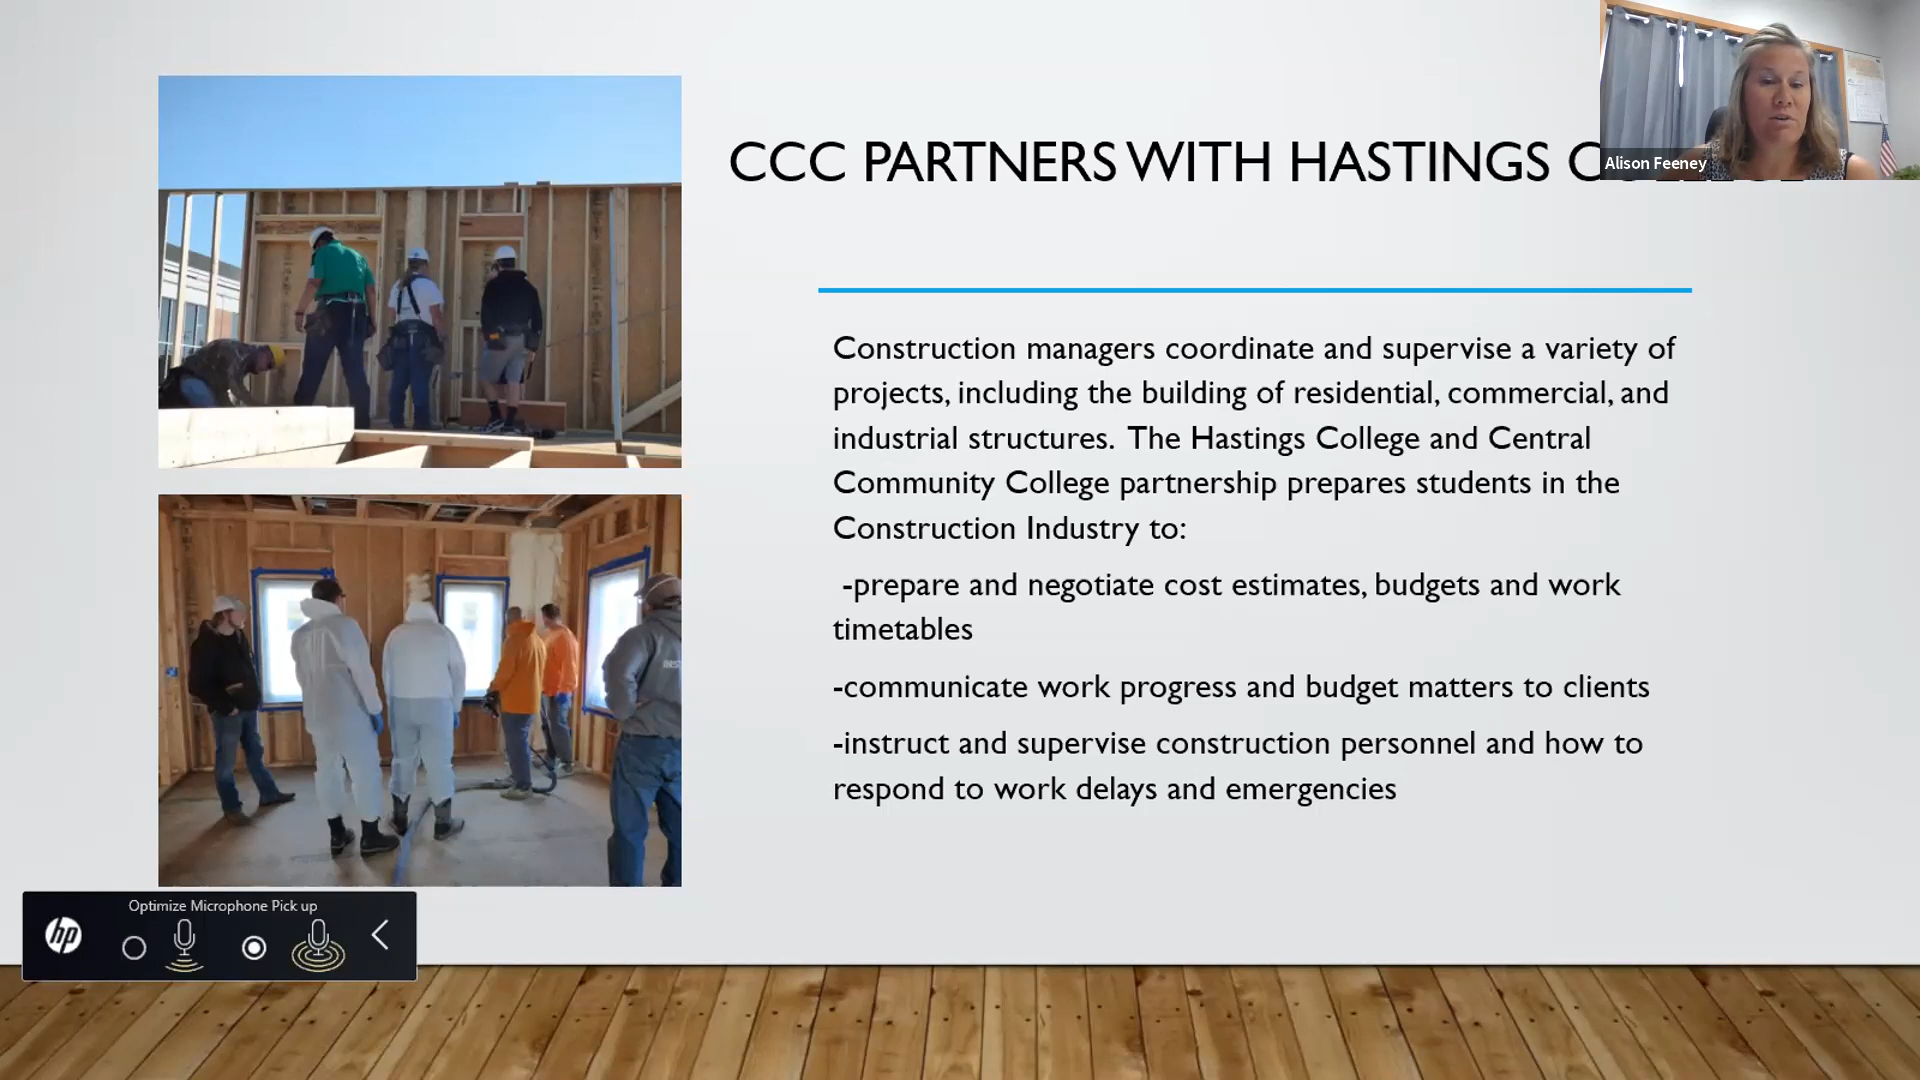 CCC PARTNERS WITH HASTINGS
Alison Feeney
Construction managers coordinate and supervise a variety of
projects, including the building of residential, commercial, and
industrial structures. The Hastings College and Central
Community College partnership prepares students in the
Construction Industry to:
-prepare and negotiate cost estimates, budgets and work
timetables
-communicate work progress and budget matters to clients
-instruct and supervise construction personnel and how to
respond to work delays and emergencies
Optimize Microphone Pick up
hp